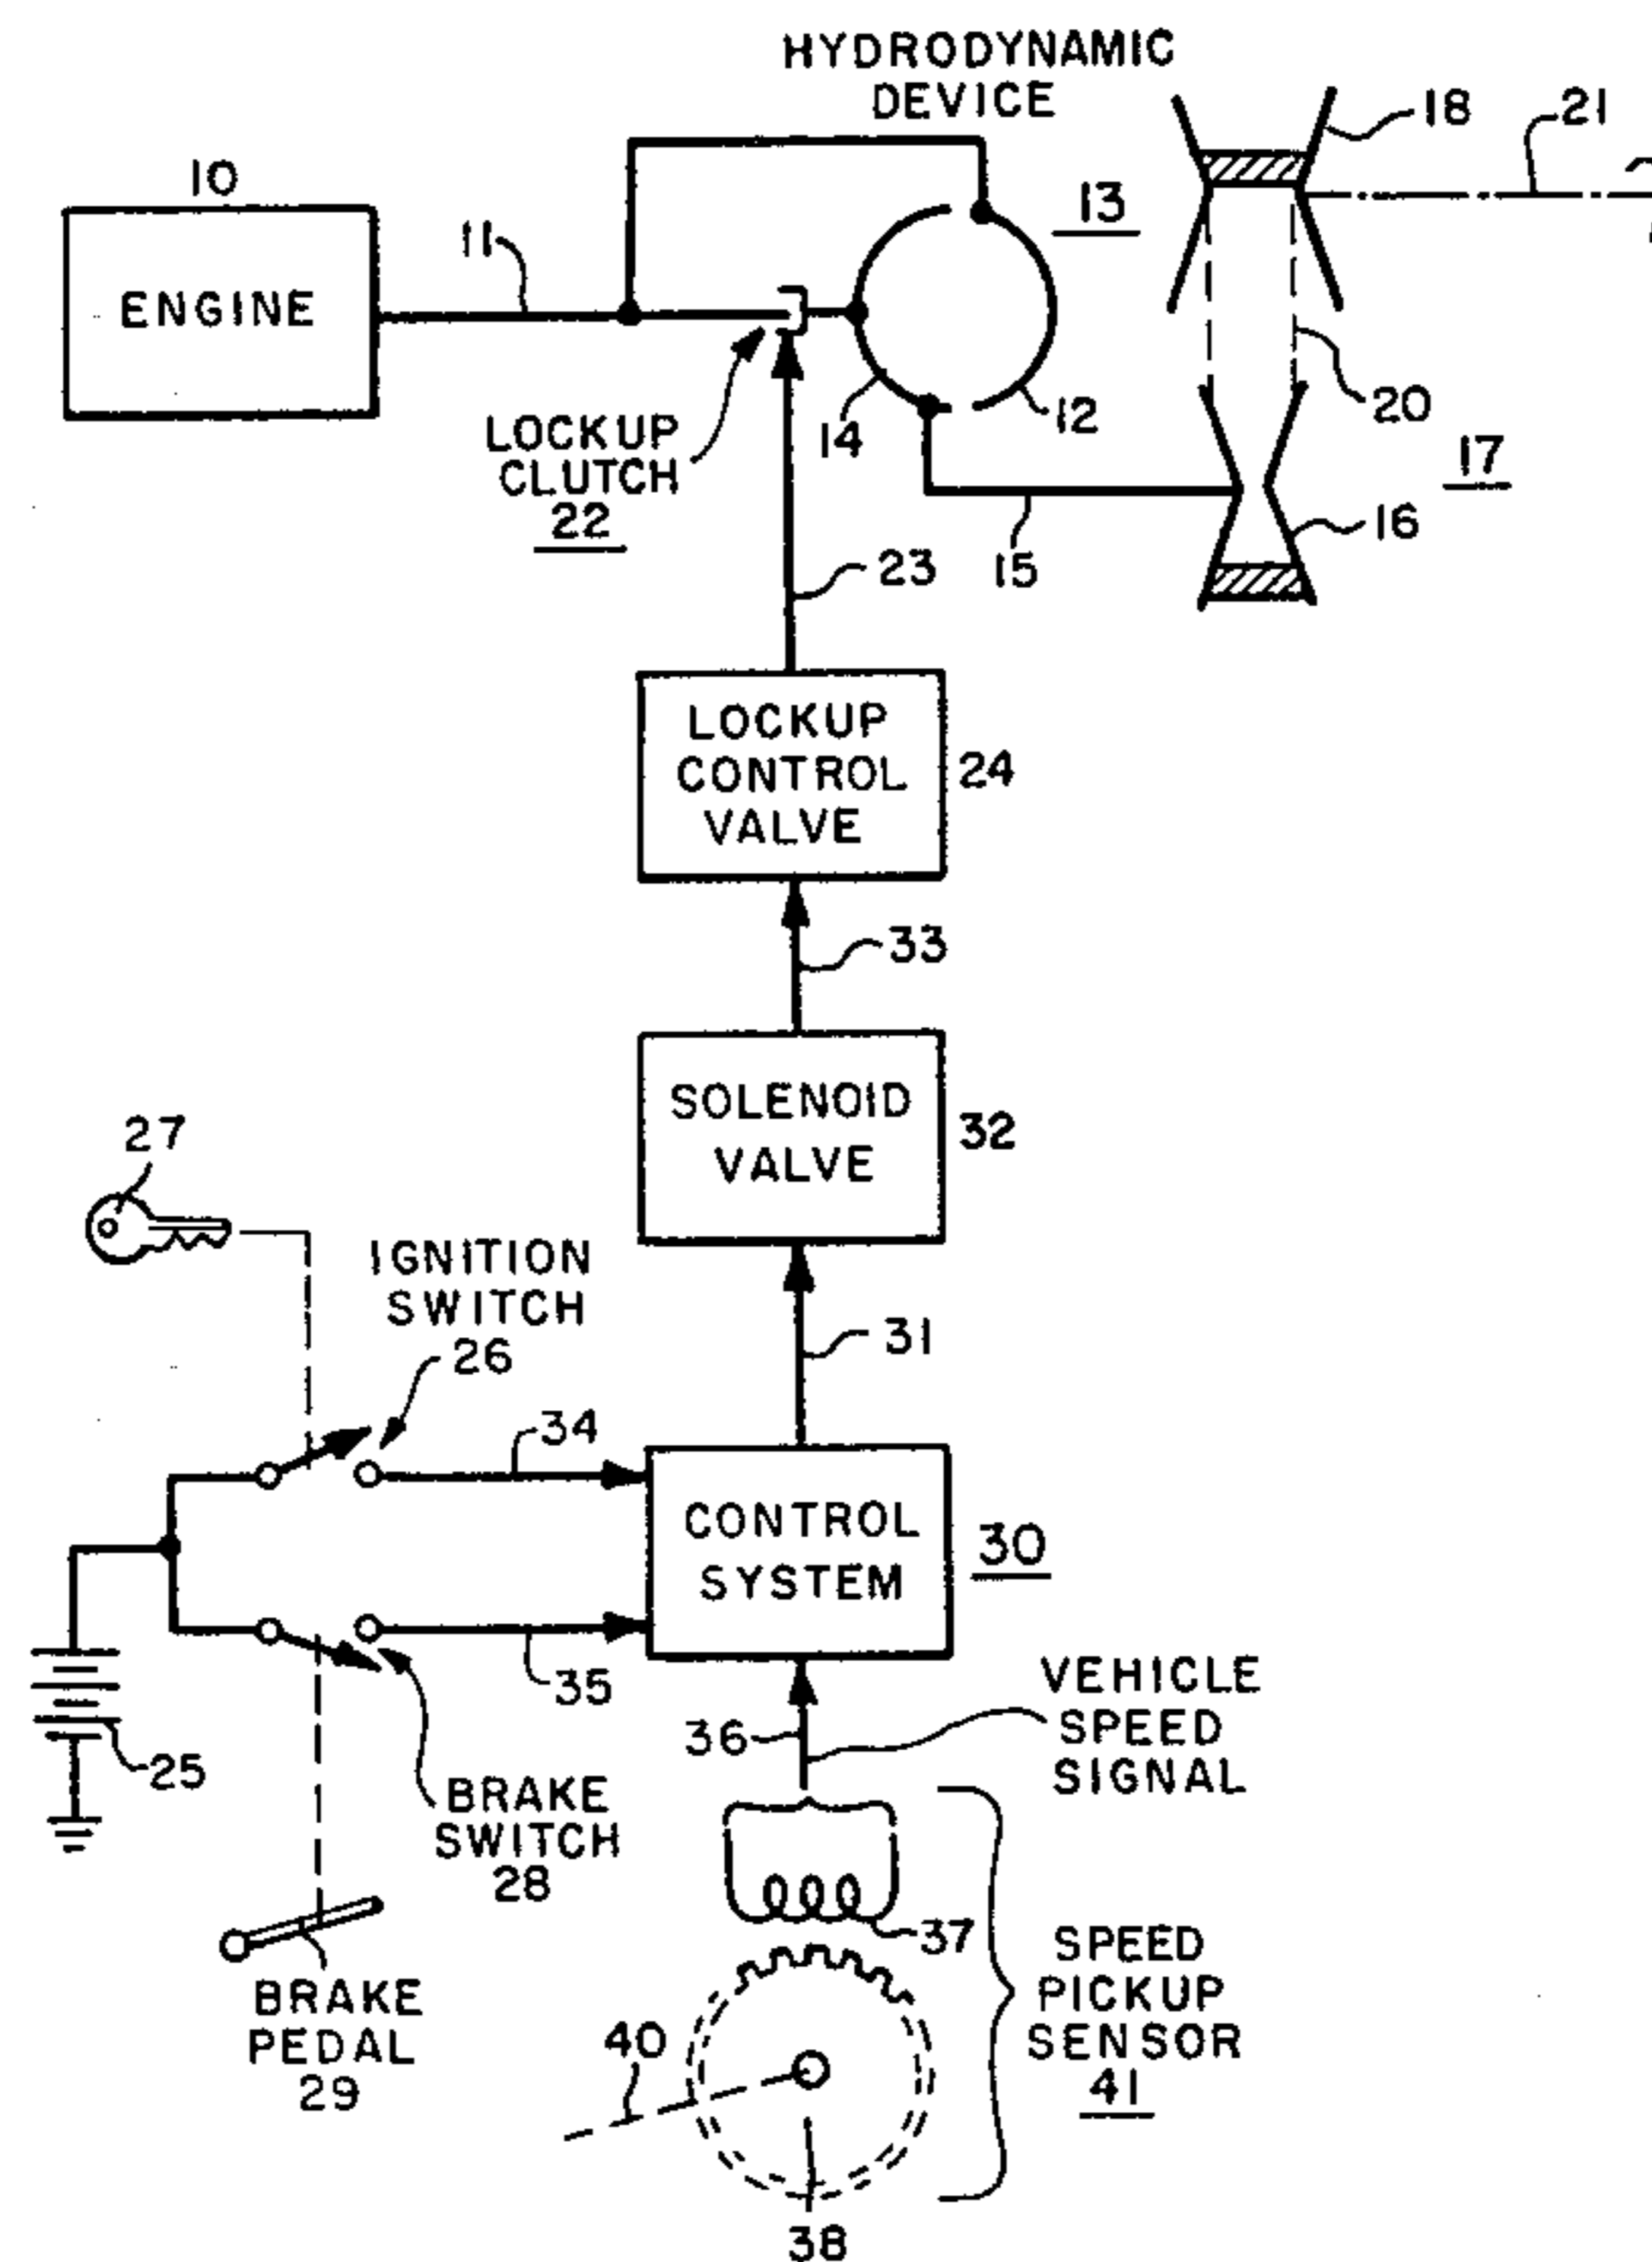 HYDRODYNAMIC
DEVICE
10
ENGINE
11
13
18
21
14
12
20
17
LOCKUP
CLUTCH
22
15
16
23
LOCKUP
CONTROL
VALVE
24
33
SOLENOID
VALVE
32
27
IGNITION
SWITCH
26
31
34
CONTROL
SYSTEM
30
35
25
BRAKE
SWITCH
28
36
VEHICLE
SPEED
SIGNAL
37
BRAKE
PEDAL
29
SPEED
PICKUP
SENSOR
41
40
38